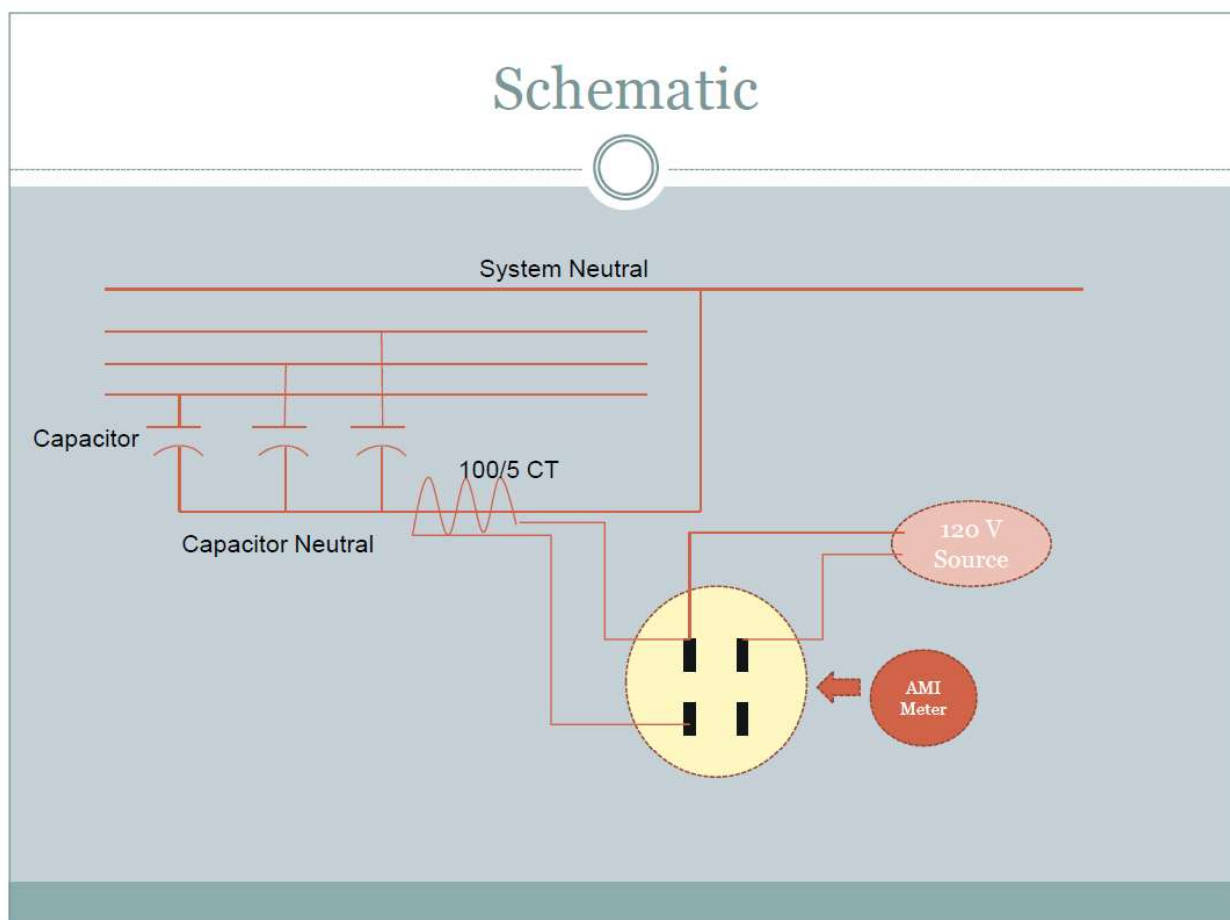 Schematic
System Neutral
Capacitor
100/5 CT
Capacitor Neutral
120 V
Source
AMI
Meter